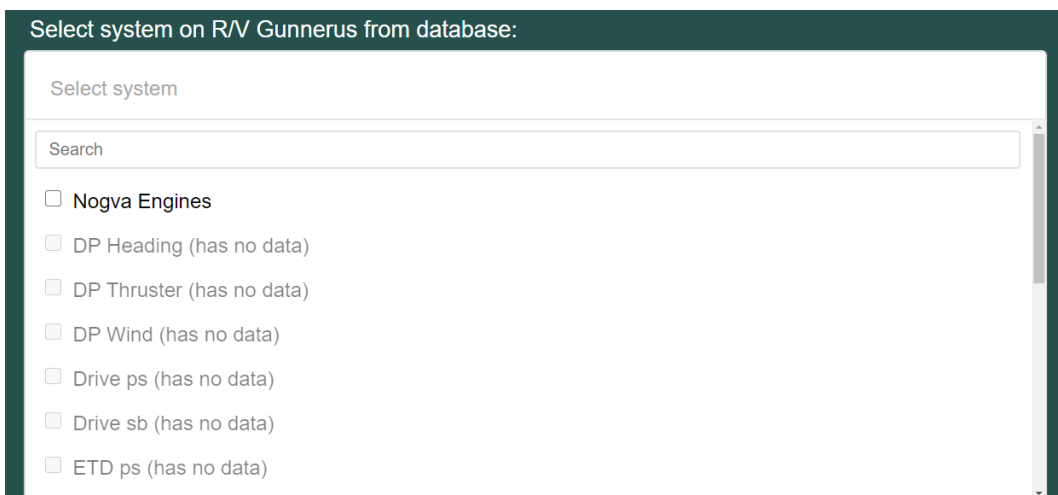 Select system on R/V Gunnerus from database:
Select system
Search
Nogva Engines
DP Heading (has no data)
DP Thruster (has no data)
DP Wind (has no data)
Drive ps (has no data)
Drive sb (has no data)
ETD ps (has no data)